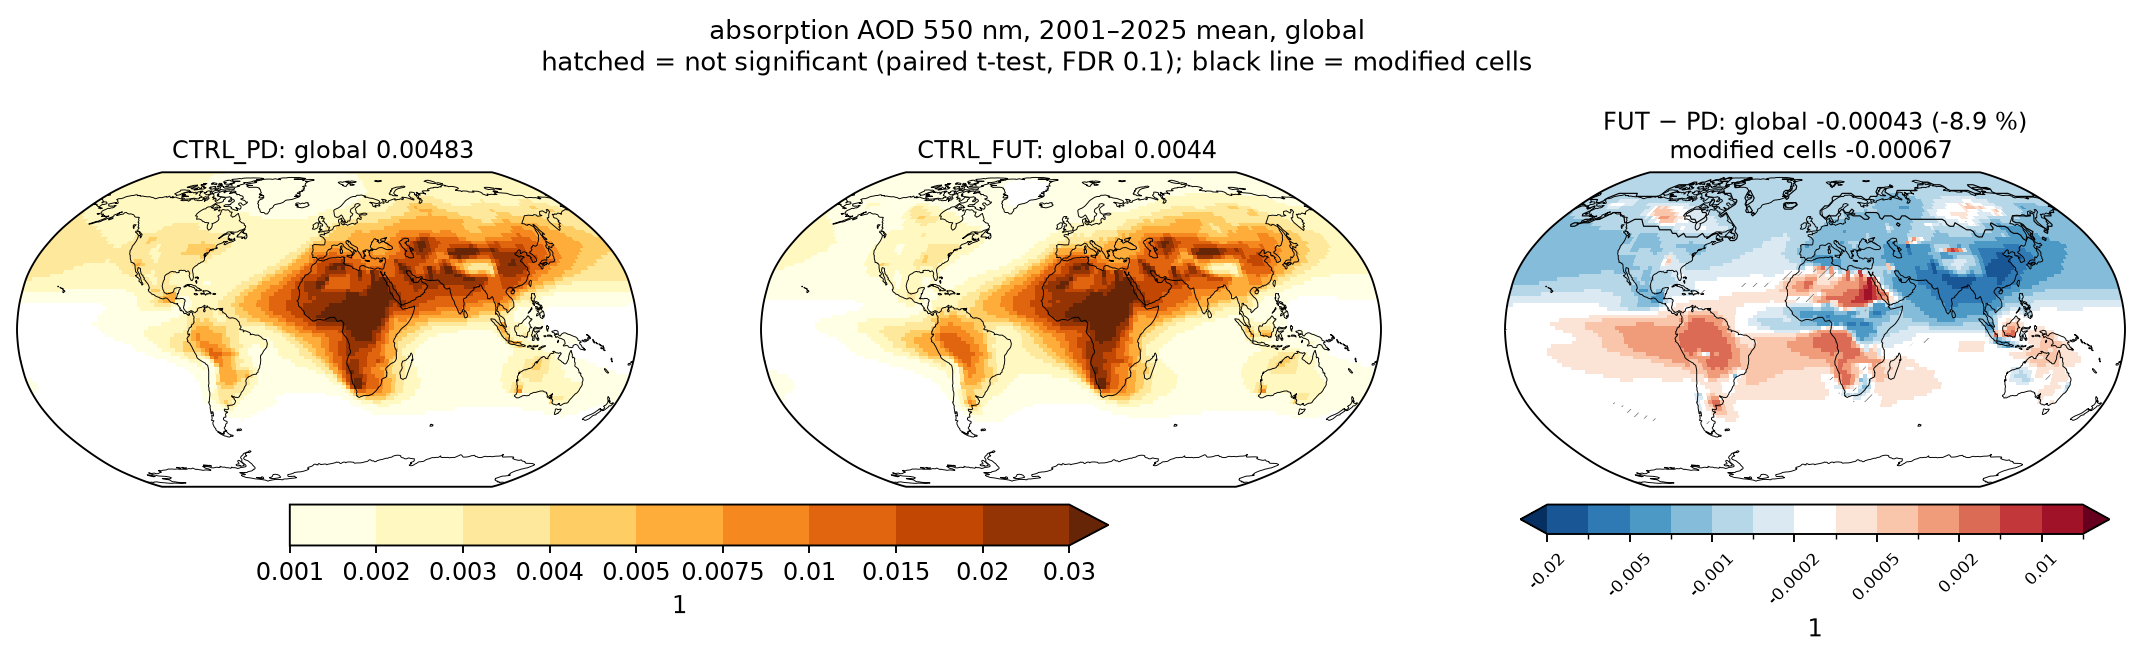 absorption AOD 550 nm, 2001–2025 mean, global
hatched = not significant (paired t-test, FDR 0.1); black line = modified cells
CTRL_PD: global 0.00483
CTRL_FUT: global 0.0044
FUT − PD: global -0.00043 (-8.9 %)
modified cells -0.00067
0.001 0.002 0.003 0.004 0.005 0.0075 0.01 0.015 0.02 0.03
1
-0.02 -0.005 -0.001 -0.0002 0.0005 0.002 0.01
1